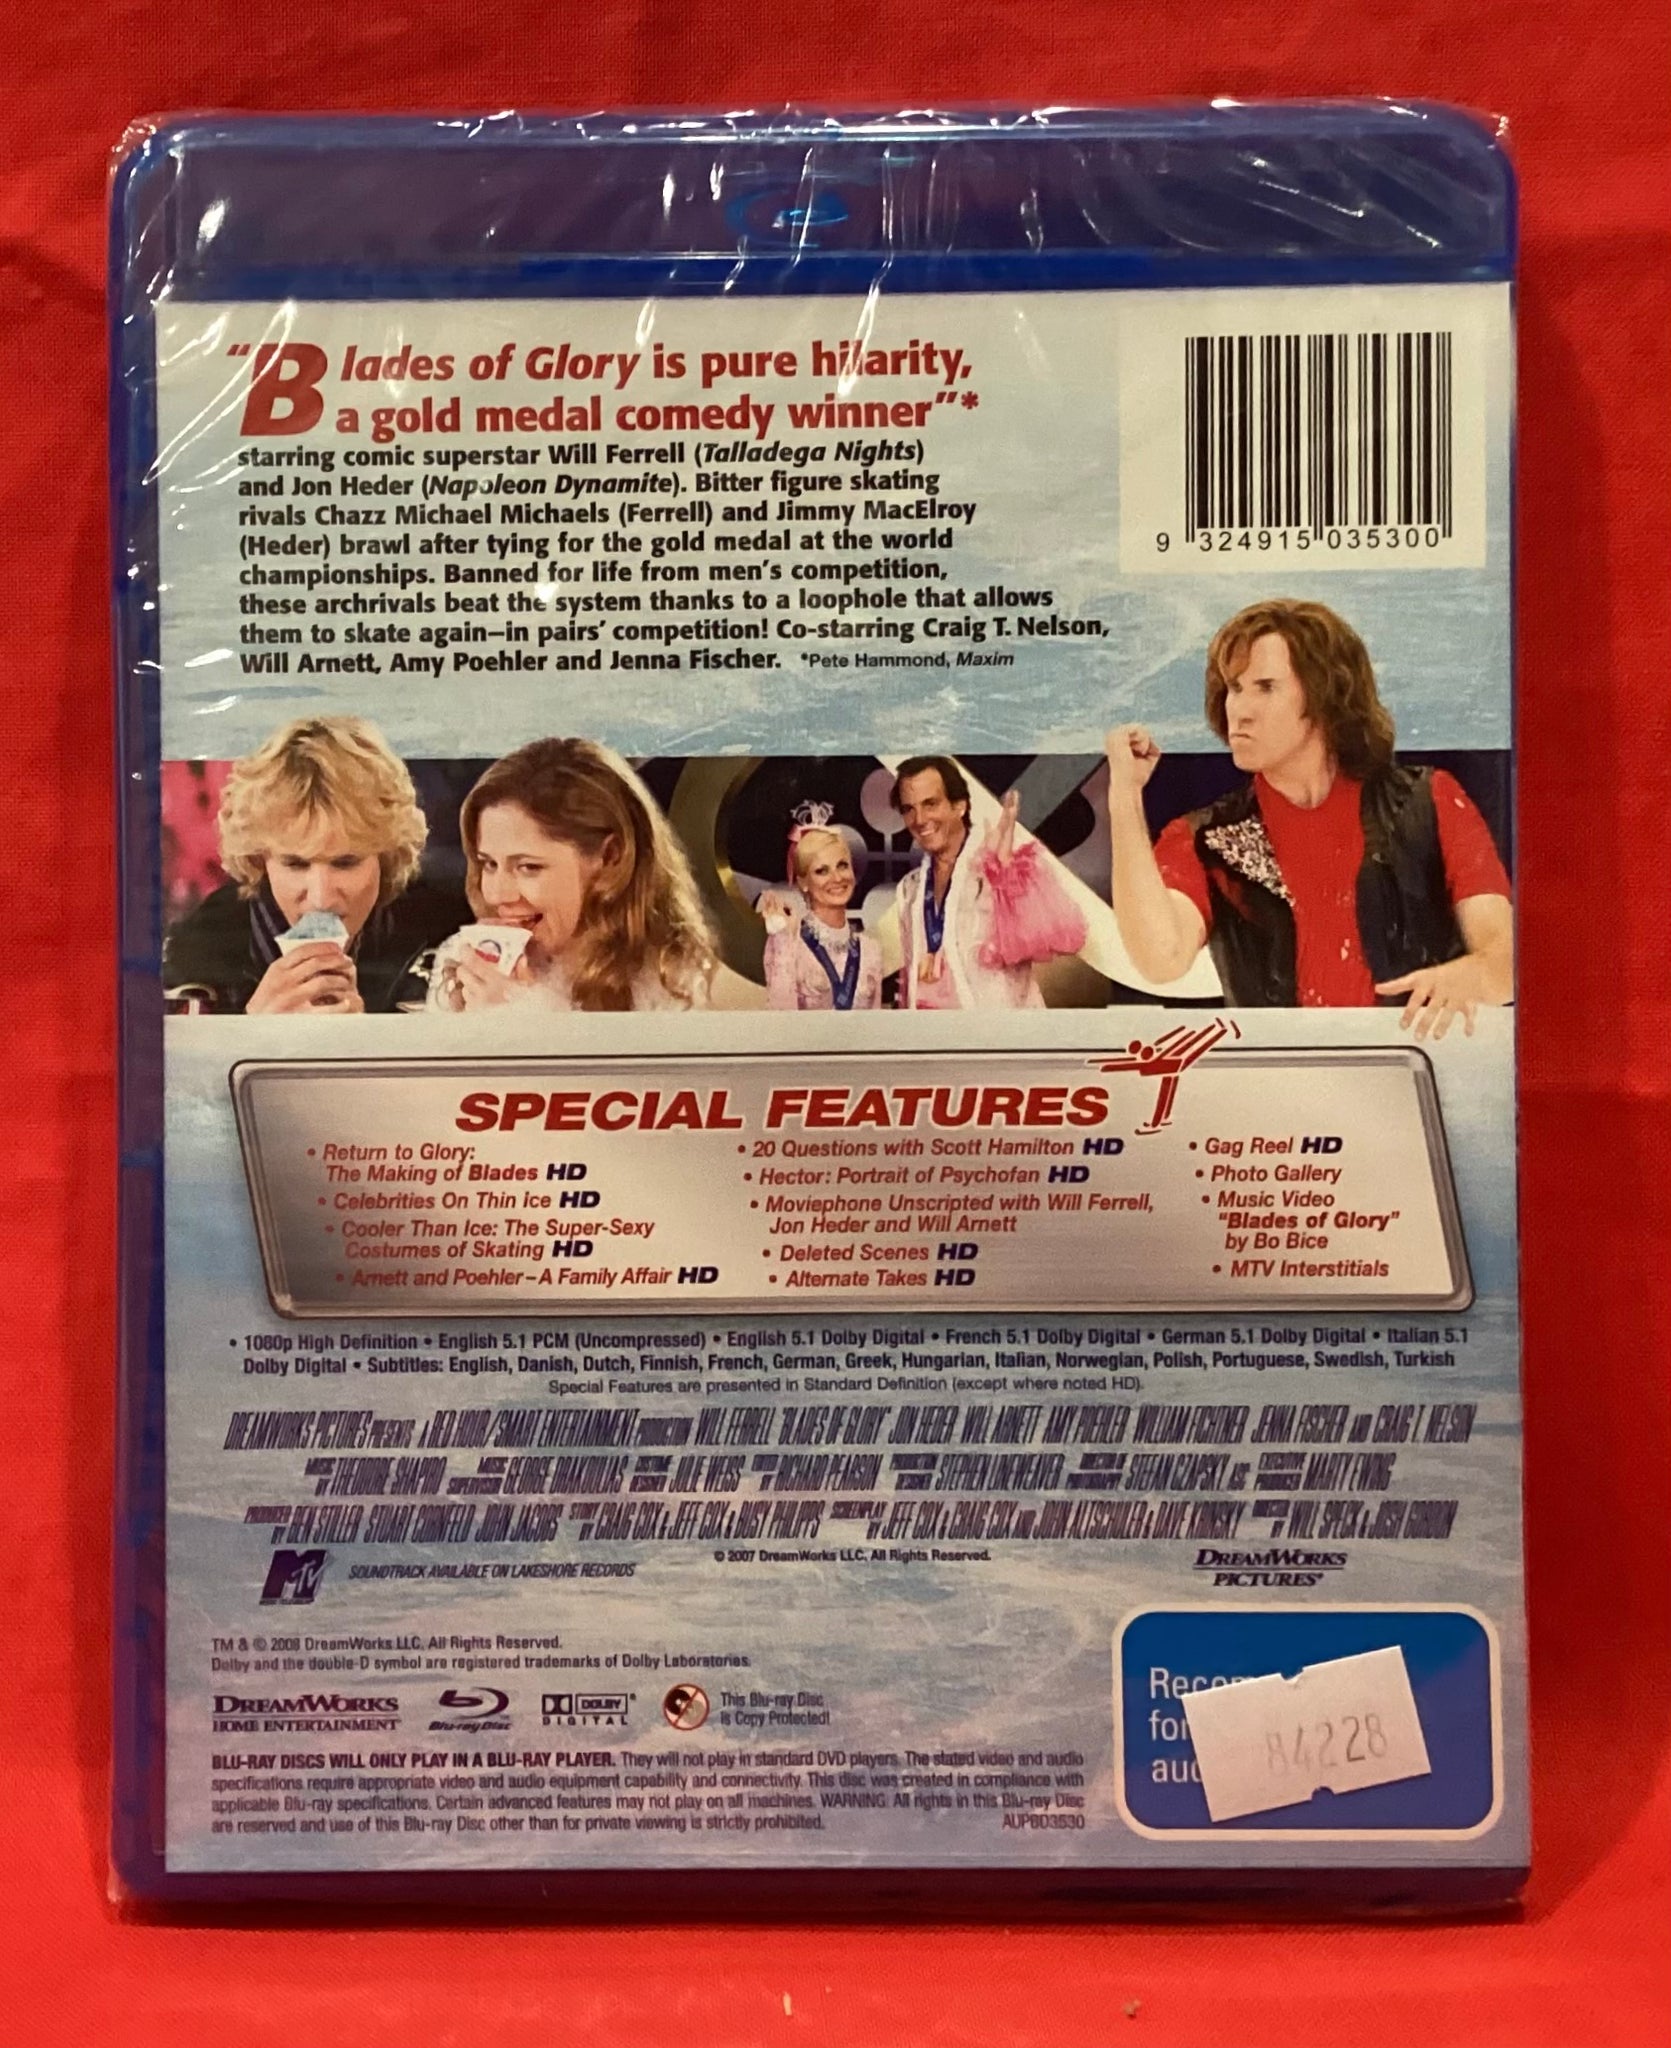 "Blades of Glory is pure hilarity,
a gold medal comedy winner"*
starring comic superstar Will Ferrell (Talladega Nights)
and Jon Heder (Napoleon Dynamite). Bitter figure skating
rivals Chazz Michael Michaels (Ferrell) and Jimmy MacElroy
(Heder) brawl after tying for the gold medal at the world
championships. Banned for life from men's competition,
these archrivals beat the system thanks to a loophole that allows
them to skate again—in pairs' competition! Co-starring Craig T. Nelson,
Will Arnett, Amy Poehler and Jenna Fischer. *Pete Hammond, Maxim
9 324915 035300
SPECIAL FEATURES
• Return to Glory:
The Making of Blades HD
• Celebrities On Thin Ice HD
• Cooler Than Ice: The Super-Sexy
Costumes of Skating HD
• Arnett and Poehler – A Family Affair HD
• 20 Questions with Scott Hamilton HD
• Hector: Portrait of Psychofan HD
• Moviephone Unscripted with Will Ferrell,
Jon Heder and Will Arnett
• Deleted Scenes HD
• Alternate Takes HD
• Gag Reel HD
• Photo Gallery
• Music Video
"Blades of Glory"
by Bo Bice
• MTV Interstitials
• 1080p High Definition • English 5.1 PCM (Uncompressed) • English 5.1 Dolby Digital • French 5.1 Dolby Digital • German 5.1 Dolby Digital • Italian 5.1
Dolby Digital • Subtitles: English, Danish, Dutch, Finnish, French, German, Greek, Hungarian, Italian, Norwegian, Polish, Portuguese, Swedish, Turkish
Special Features are presented in Standard Definition (except where noted HD).
DREAMWORKS PICTURES PRESENTS A RED HOUR/SMART ENTERTAINMENT PRODUCTION WILL FERRELL "BLADES OF GLORY" JON HEDER WILL ARNETT AMY POEHLER WILLIAM FICHTNER JENNA FISCHER AND CRAIG T. NELSON
MUSIC BY THEODORE SHAPIRO MUSIC SUPERVISOR GEORGE DRAKOULIAS COSTUME DESIGNER JULIE WEISS EDITED BY RICHARD PEARSON PRODUCTION DESIGNER STEPHEN LINEWEAVER DIRECTOR OF PHOTOGRAPHY STEFAN CZAPSKY, ASC EXECUTIVE PRODUCER MARTY EWING
PRODUCED BY BEN STILLER STUART CORNFELD JOHN JACOBS STORY BY CRAIG COX & JEFF COX & BUSY PHILIPPS SCREENPLAY BY JEFF COX & CRAIG COX AND JOHN ALTSCHULER & DAVE KRINSKY DIRECTED BY WILL SPECK & JOSH GORDON
MTV SOUNDTRACK AVAILABLE ON LAKESHORE RECORDS
© 2007 DreamWorks LLC. All Rights Reserved.
DREAMWORKS
PICTURES®
TM & © 2008 DreamWorks LLC. All Rights Reserved.
Dolby and the double-D symbol are registered trademarks of Dolby Laboratories.
DREAMWORKS
HOME ENTERTAINMENT
Blu-ray Disc
DOLBY
DIGITAL
This Blu-ray Disc
is Copy Protected!
BLU-RAY DISCS WILL ONLY PLAY IN A BLU-RAY PLAYER. They will not play in standard DVD players. The stated video and audio
specifications require appropriate video and audio equipment capability and connectivity. This disc was created in compliance with
applicable Blu-ray specifications. Certain advanced features may not play on all machines. WARNING: All rights in this Blu-ray Disc
are reserved and use of this Blu-ray Disc other than for private viewing is strictly prohibited.
AUPBD3530
for
84228